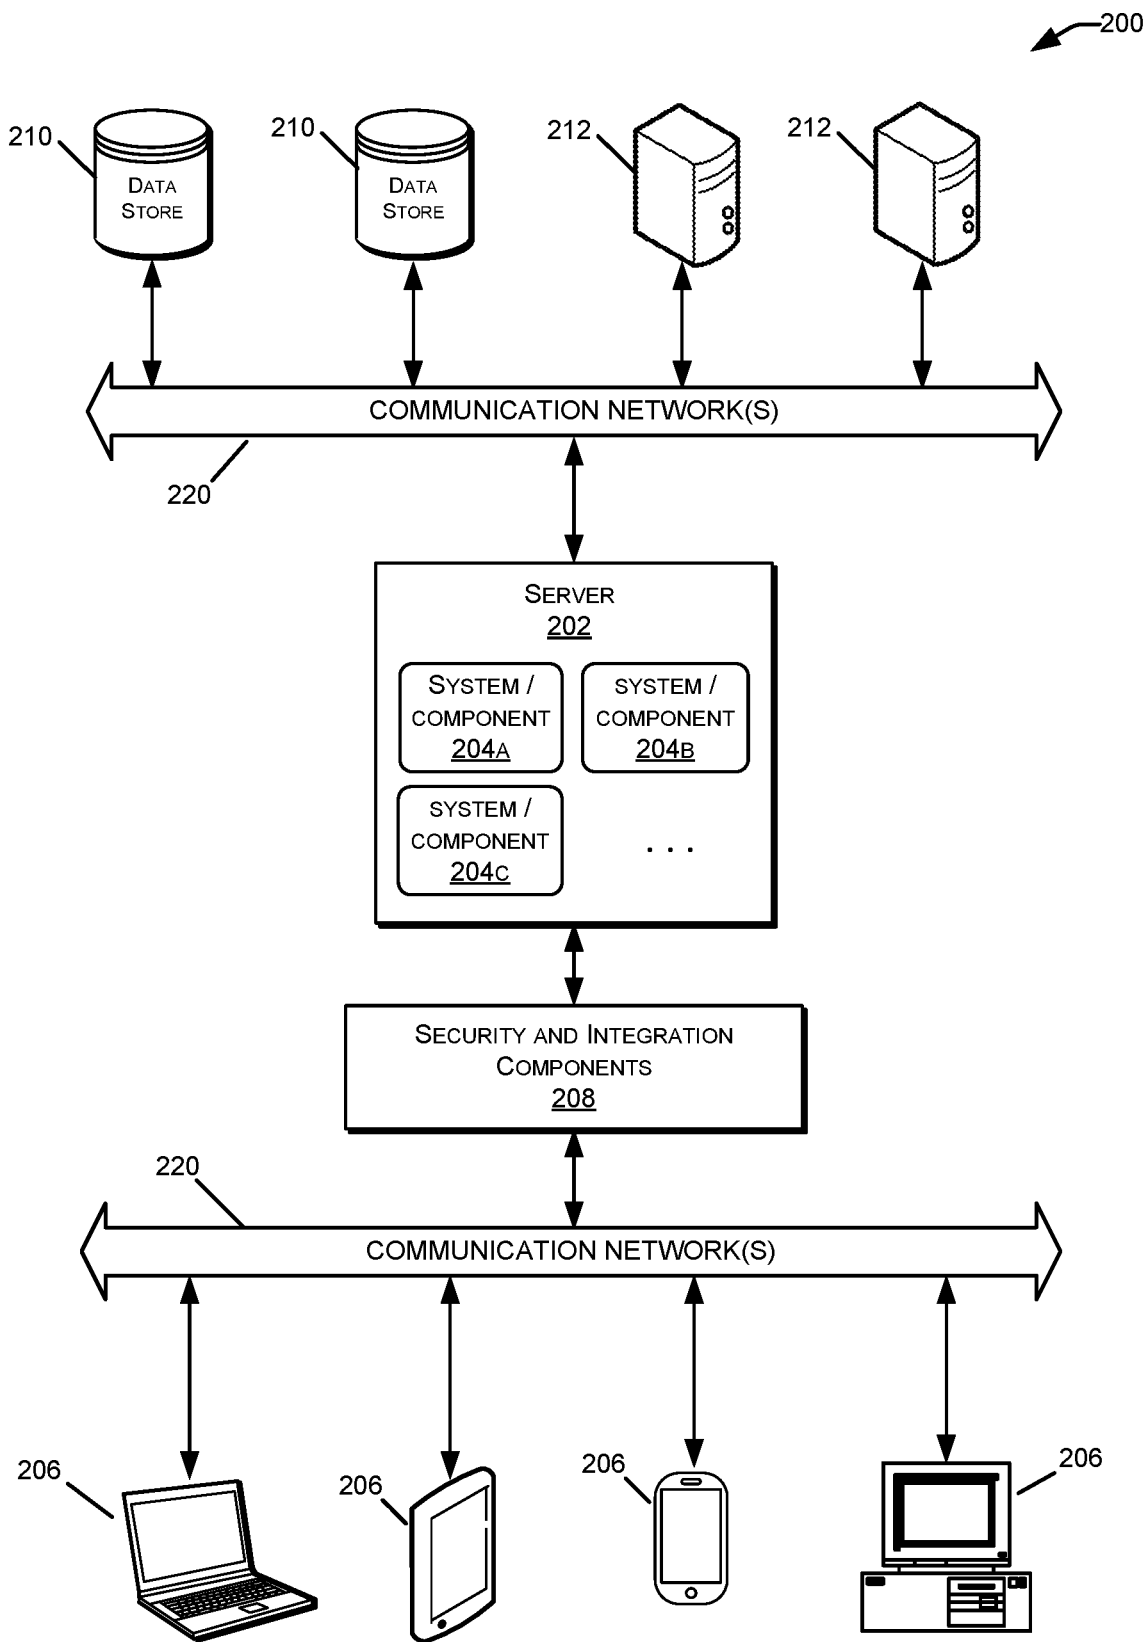 200
210
210
212
212
DATA
STORE
DATA
STORE
COMMUNICATION NETWORK(S)
220
SERVER
202
SYSTEM /
COMPONENT
204A
SYSTEM /
COMPONENT
204B
SYSTEM /
COMPONENT
204C
. . .
SECURITY AND INTEGRATION
COMPONENTS
208
220
COMMUNICATION NETWORK(S)
206
206
206
206